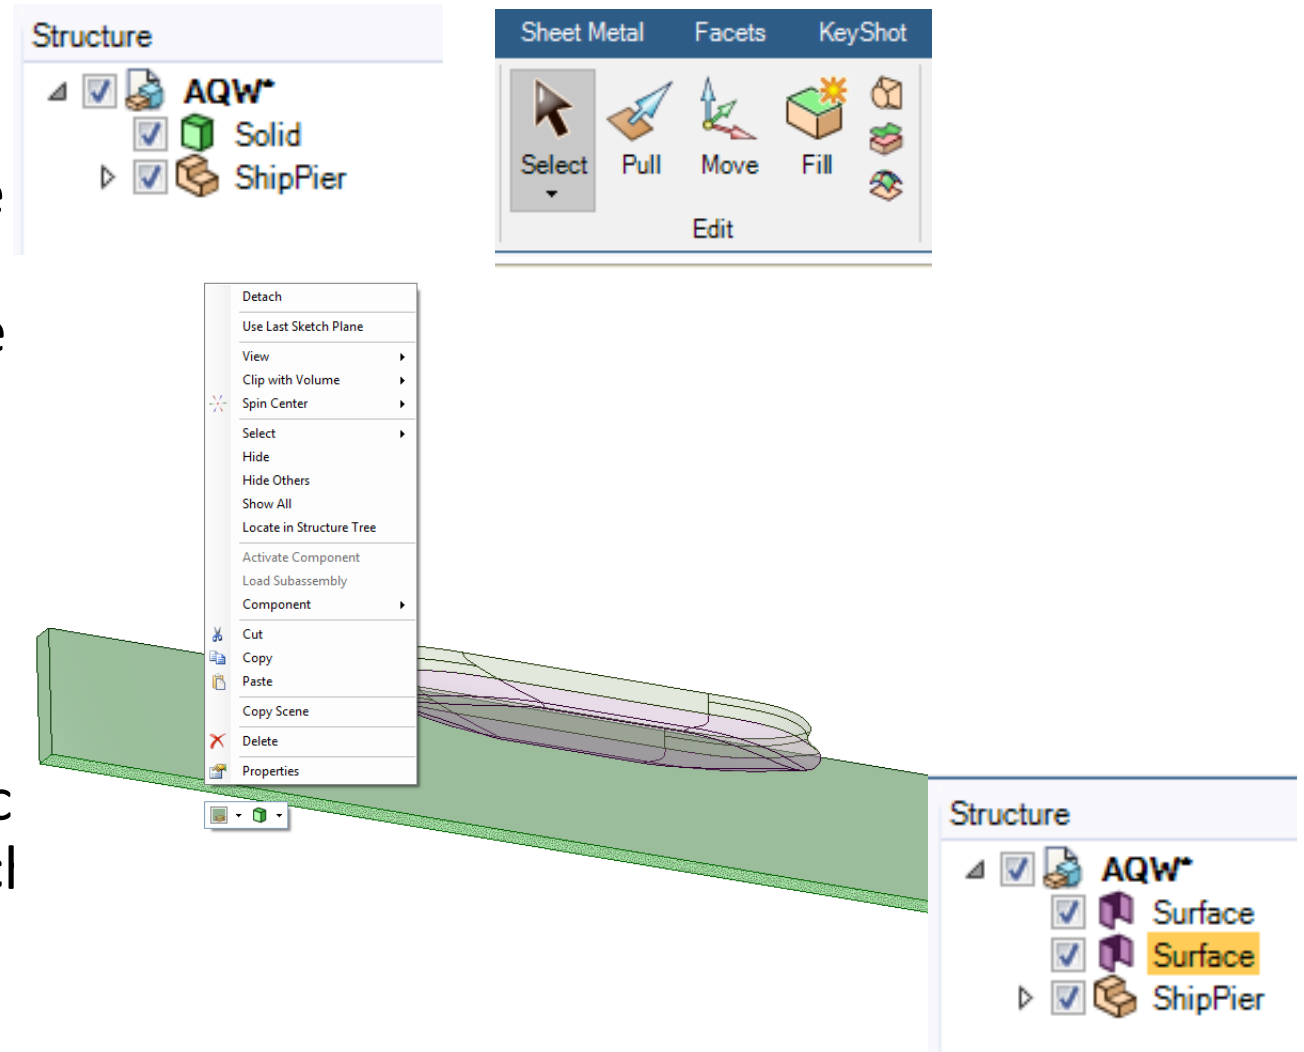 Structure
AQW*
Solid
ShipPier
Sheet Metal Facets KeyShot
Select Pull Move Fill
Edit
e
e
Detach
Use Last Sketch Plane
View
Clip with Volume
Spin Center
Select
Hide
Hide Others
Show All
Locate in Structure Tree
Activate Component
Load Subassembly
Component
Cut
Copy
Paste
Copy Scene
Delete
Properties
Structure
AQW*
Surface
Surface
ShipPier